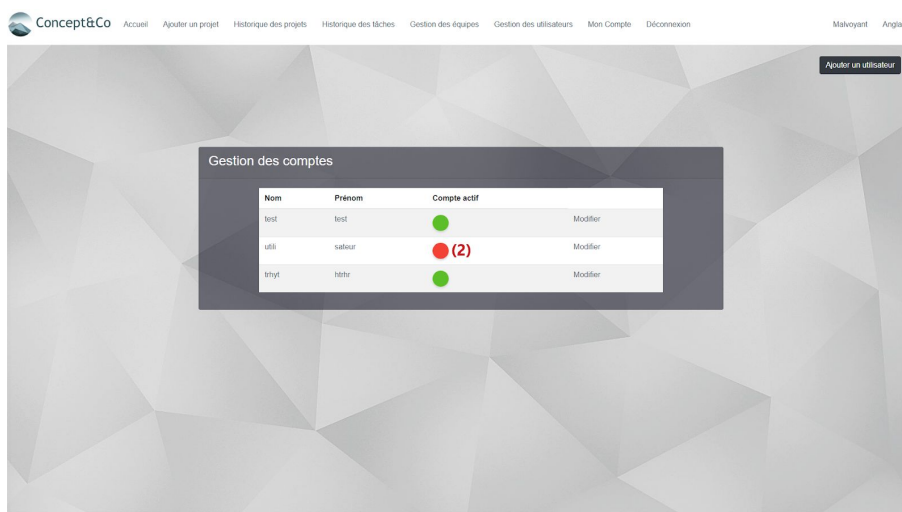 Concept&Co Accueil Ajouter un projet Historique des projets Historique des tâches Gestion des équipes Gestion des utilisateurs Mon Compte Déconnexion Malvoyant Angla
Ajouter un utilisateur
Gestion des comptes
Nom Prénom Compte actif
test test Modifier
utili sateur (2) Modifier
trhyt htrhr Modifier